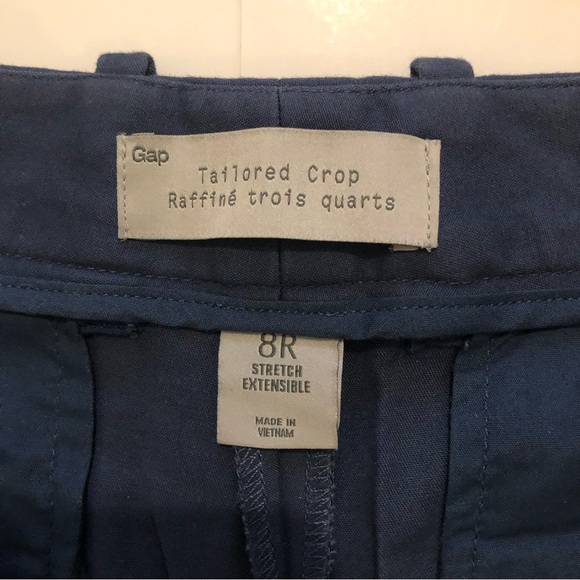 Gap
Tailored Crop
Raffiné trois quarts
8R
STRETCH
EXTENSIBLE
MADE IN
VIETNAM